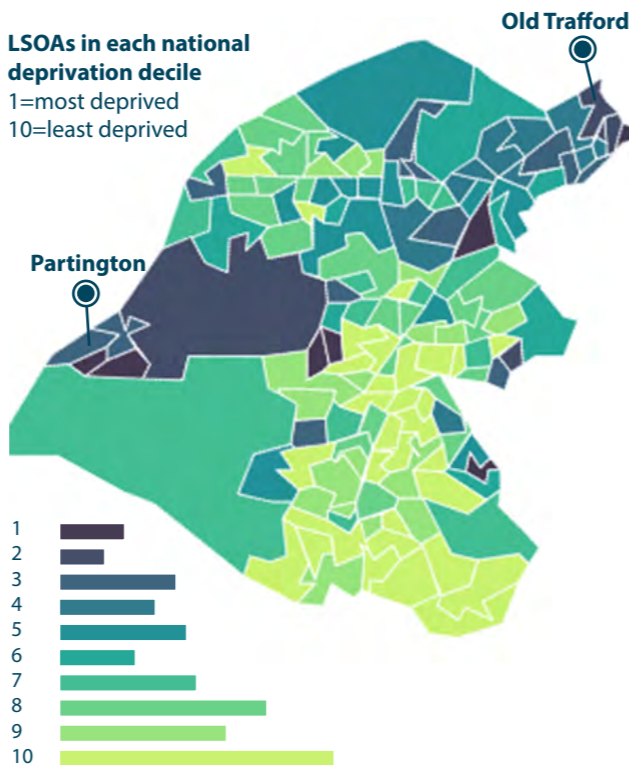 LSOAs in each national
deprivation decile
1=most deprived
10=least deprived
Old Trafford
Partington
1
2
3
4
5
6
7
8
9
10